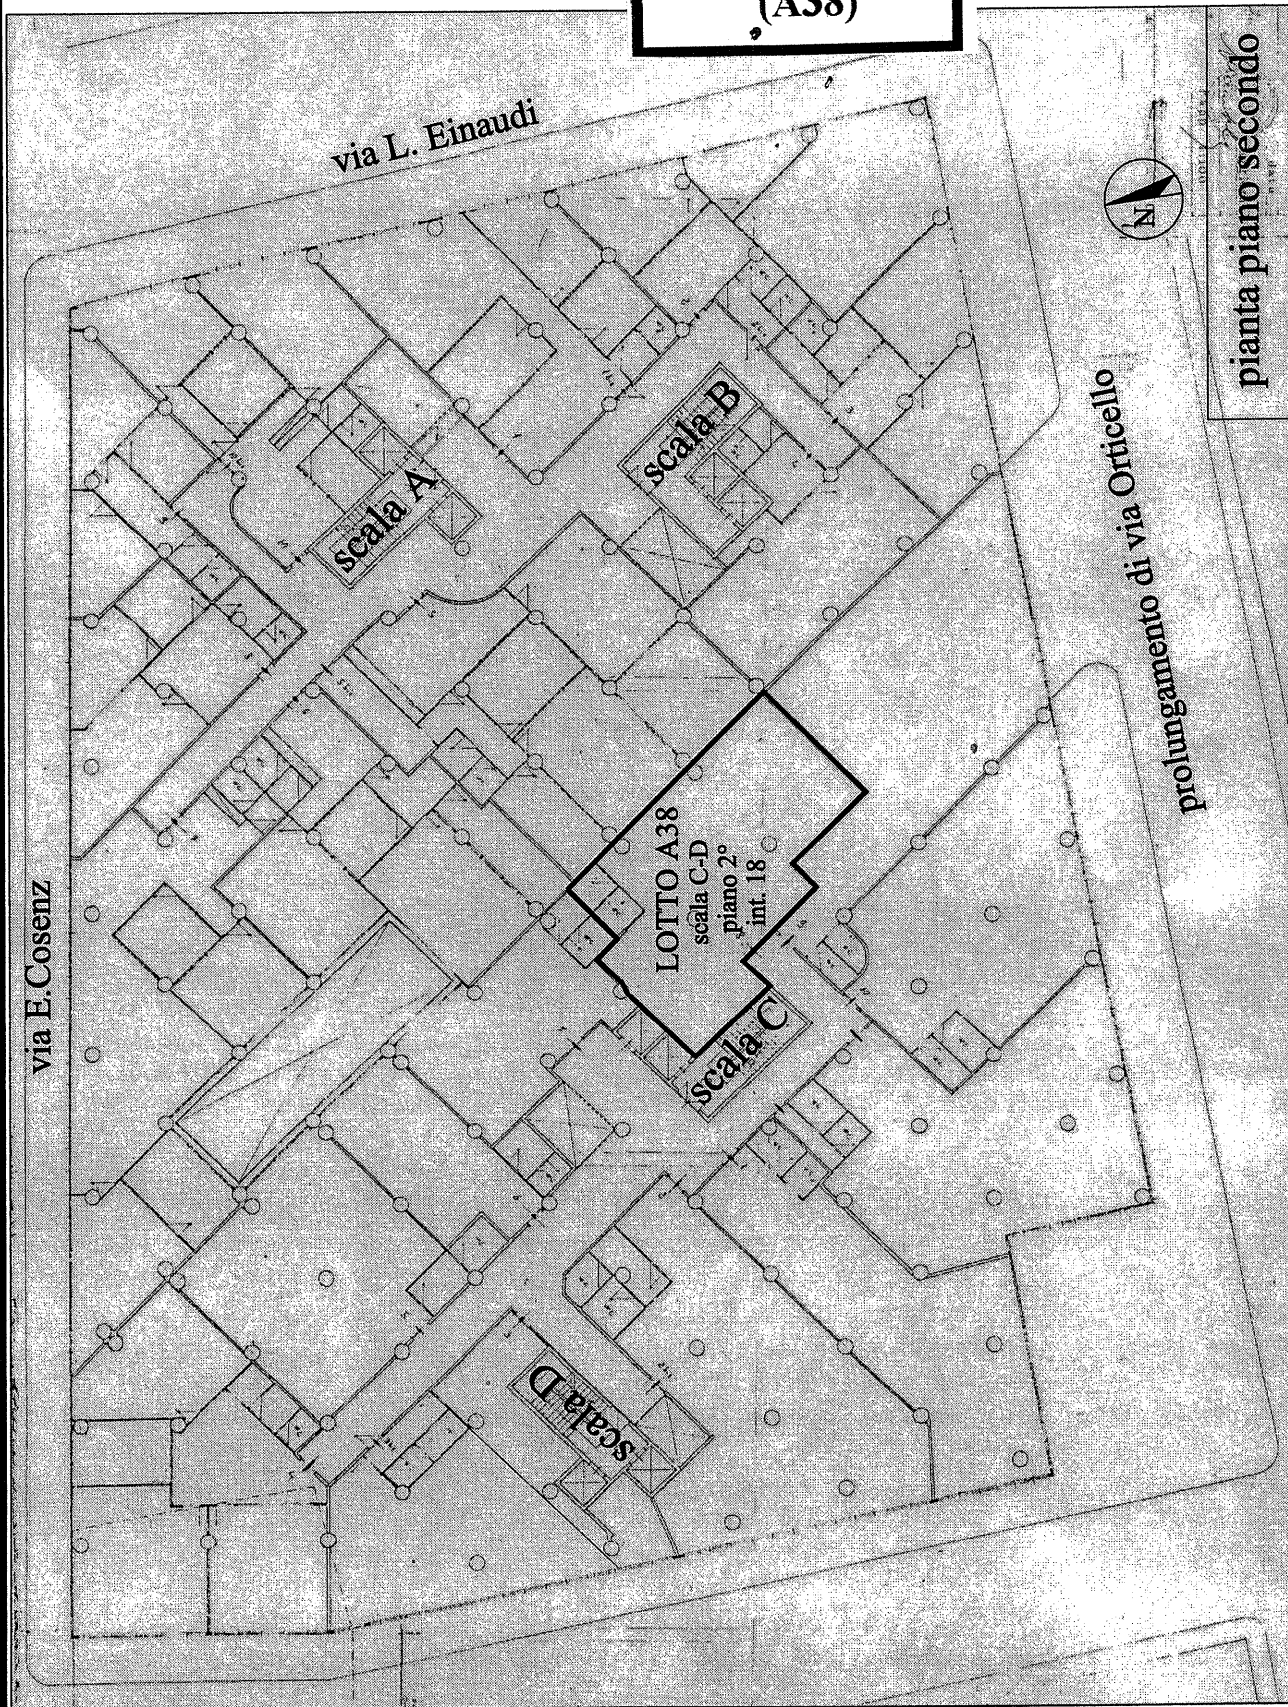 (A38)
via L. Einaudi
pianta piano secondo
N
scala B
scala A
prolungamento di via Orticello
via E.Cosenz
LOTTO A38
scala C-D
piano 2°
int. 18
scala C
scala D